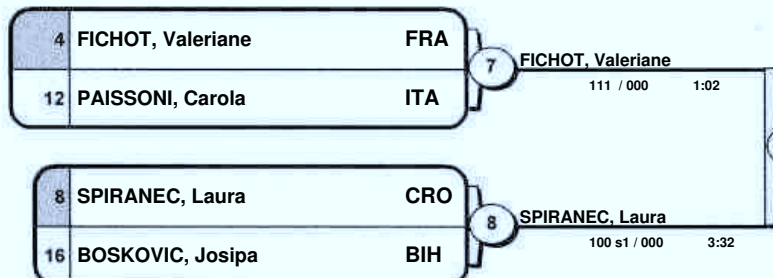 4 FICHOT, Valeriane FRA
7 FICHOT, Valeriane
111 / 000 1:02
12 PAISSONI, Carola ITA
8 SPIRANEC, Laura CRO
8 SPIRANEC, Laura
100 s1 / 000 3:32
16 BOSKOVIC, Josipa BIH